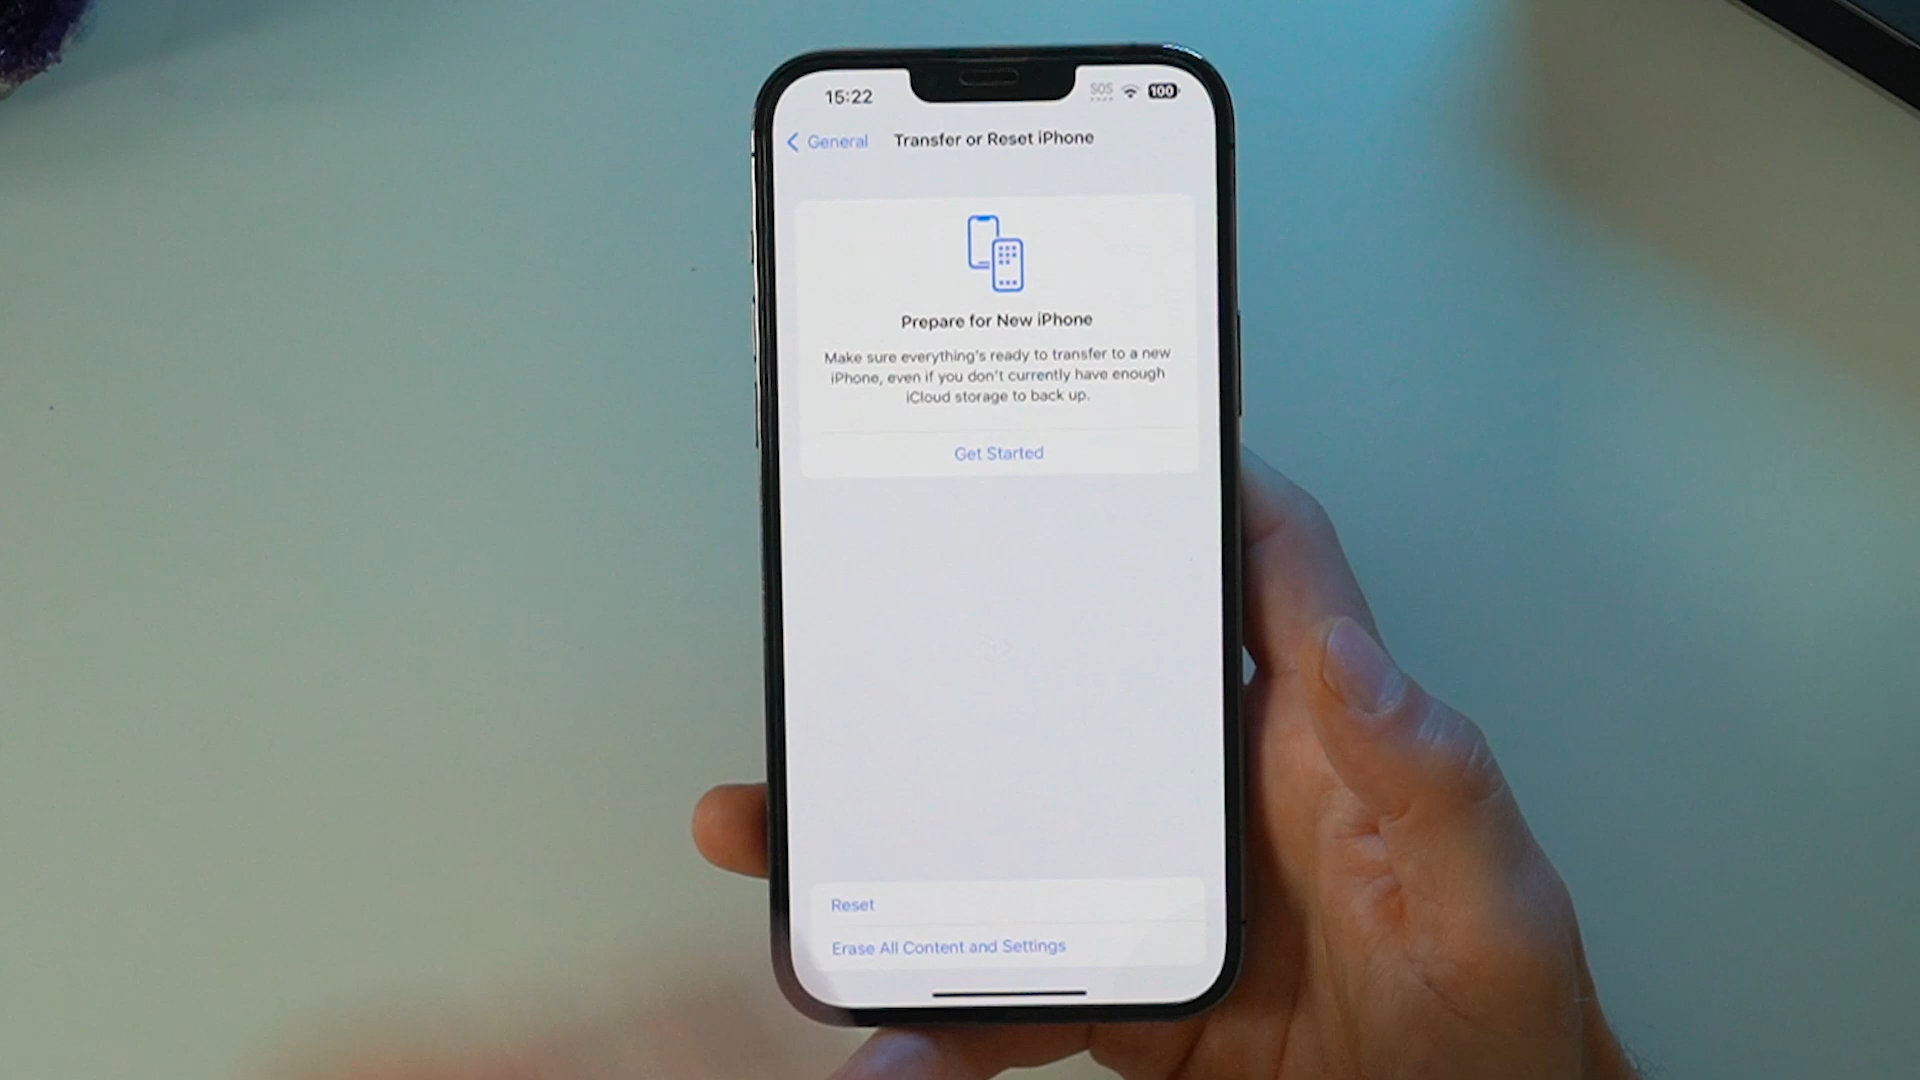 15:22
SOS
100
General
Transfer or Reset iPhone
Prepare for New iPhone
Make sure everything's ready to transfer to a new
iPhone, even if you don't currently have enough
iCloud storage to back up.
Get Started
Reset
Erase All Content and Settings